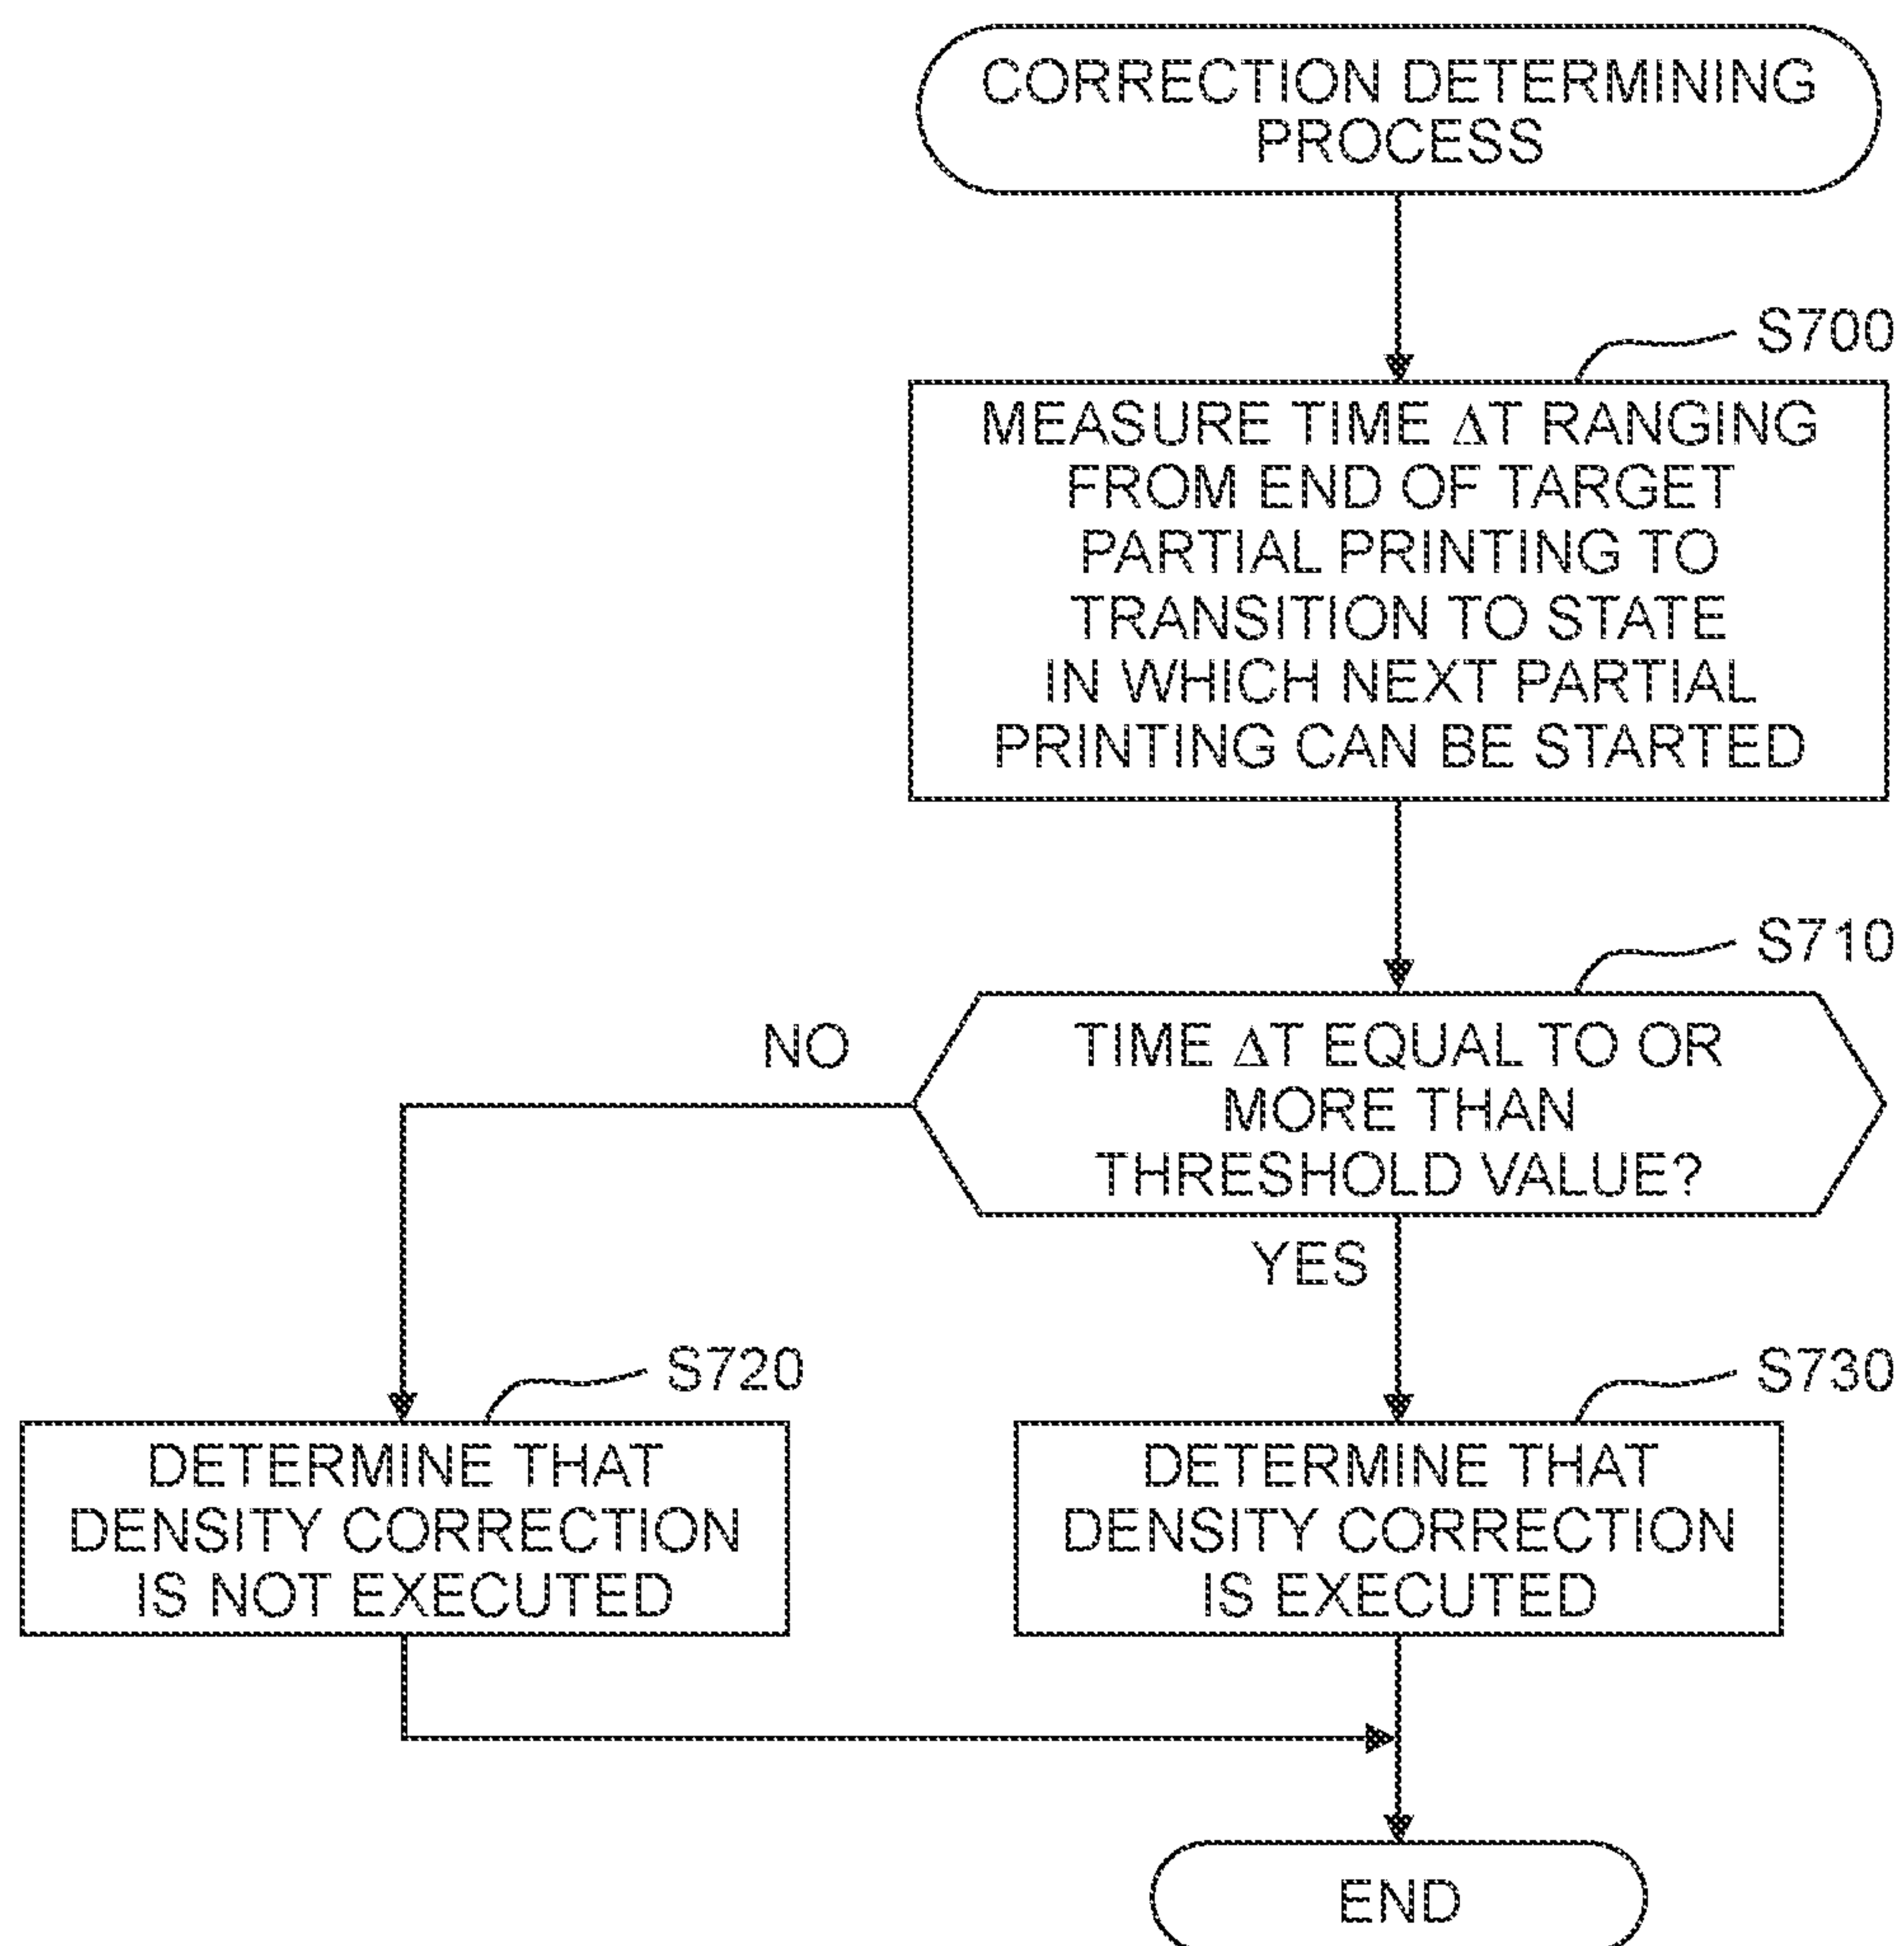 CORRECTION DETERMINING
PROCESS
S700
MEASURE TIME ΔT RANGING
FROM END OF TARGET
PARTIAL PRINTING TO
TRANSITION TO STATE
IN WHICH NEXT PARTIAL
PRINTING CAN BE STARTED
S710
NO
TIME ΔT EQUAL TO OR
MORE THAN
THRESHOLD VALUE?
YES
S720
DETERMINE THAT
DENSITY CORRECTION
IS NOT EXECUTED
S730
DETERMINE THAT
DENSITY CORRECTION
IS EXECUTED
END